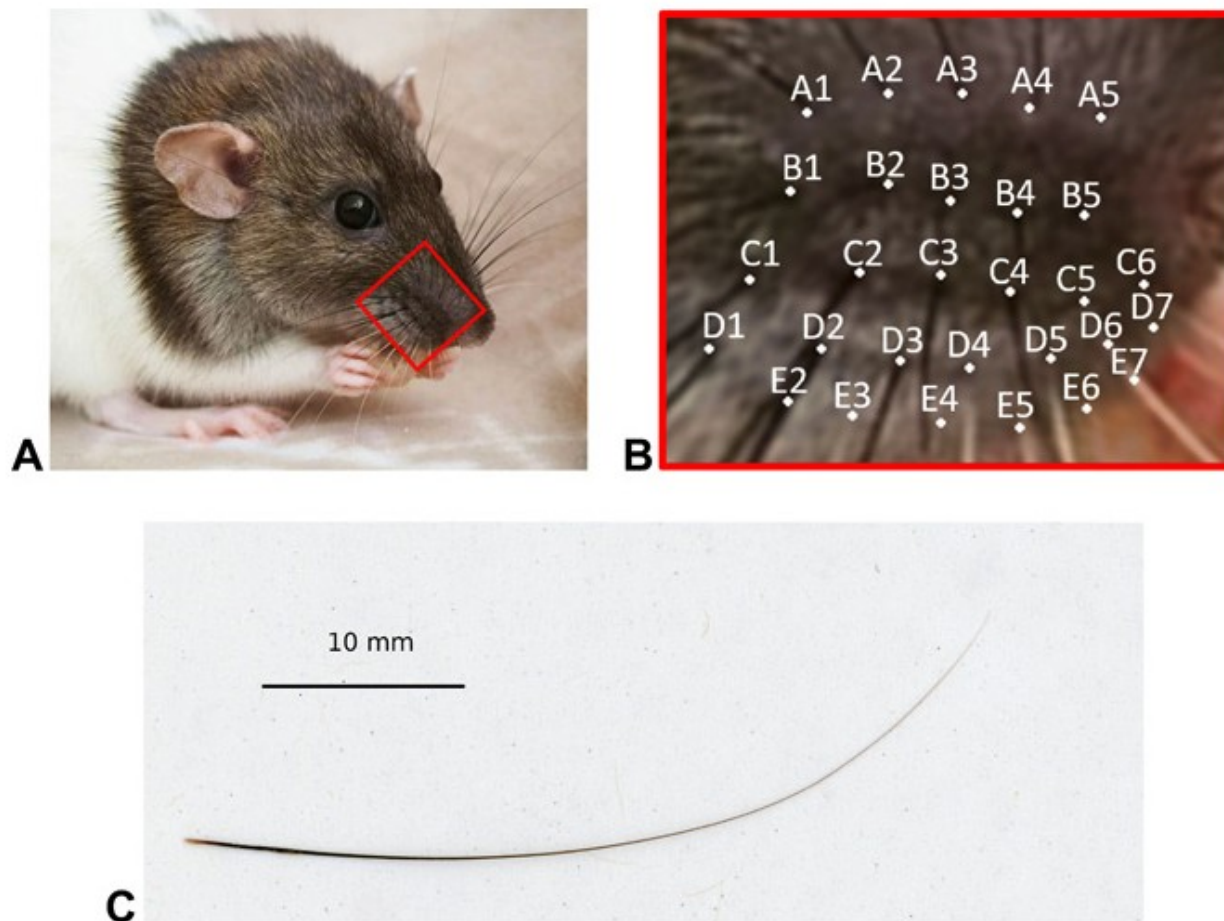 A
B
A1 A2 A3 A4 A5
B1 B2 B3 B4 B5
C1 C2 C3 C4 C5 C6
D1 D2 D3 D4 D5 D6 D7
E2 E3 E4 E5 E6 E7
10 mm
C